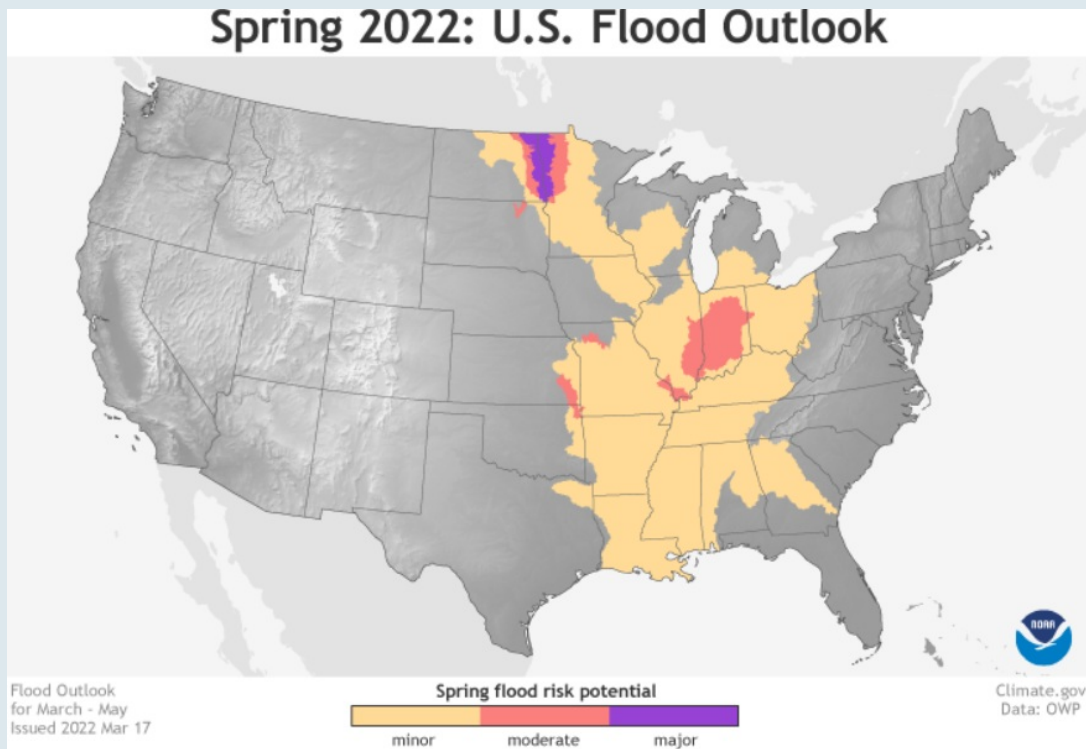 Spring 2022: U.S. Flood Outlook
NOAA
Flood Outlook
for March - May
Issued 2022 Mar 17
Spring flood risk potential
minor
moderate
major
Climate.gov
Data: OWP